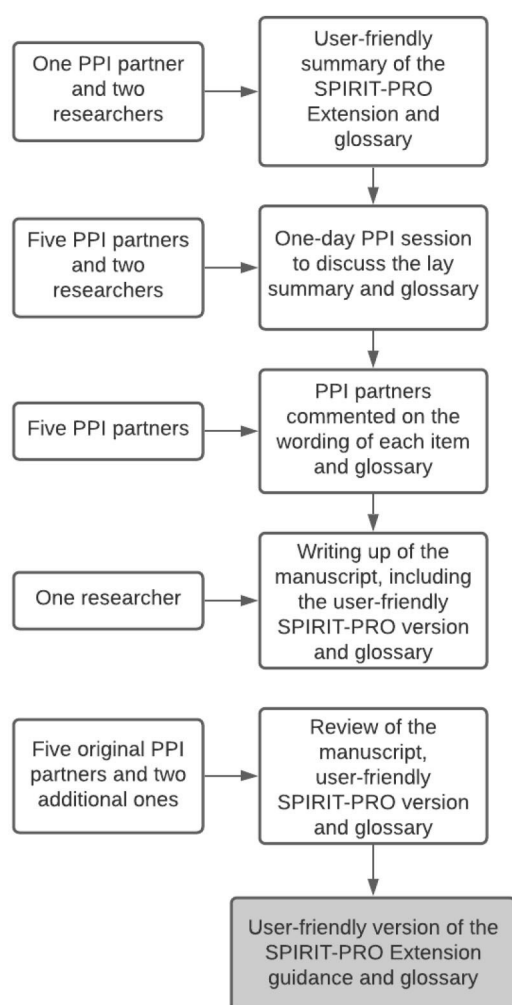 One PPI partner
and two
researchers
User-friendly
summary of the
SPIRIT-PRO
Extension and
glossary
Five PPI partners
and two
researchers
One-day PPI session
to discuss the lay
summary and glossary
Five PPI partners
PPI partners
commented on the
wording of each item
and glossary
One researcher
Writing up of the
manuscript, including
the user-friendly
SPIRIT-PRO version
and glossary
Five original PPI
partners and two
additional ones
Review of the
manuscript,
user-friendly
SPIRIT-PRO version
and glossary
User-friendly version of the
SPIRIT-PRO Extension
guidance and glossary